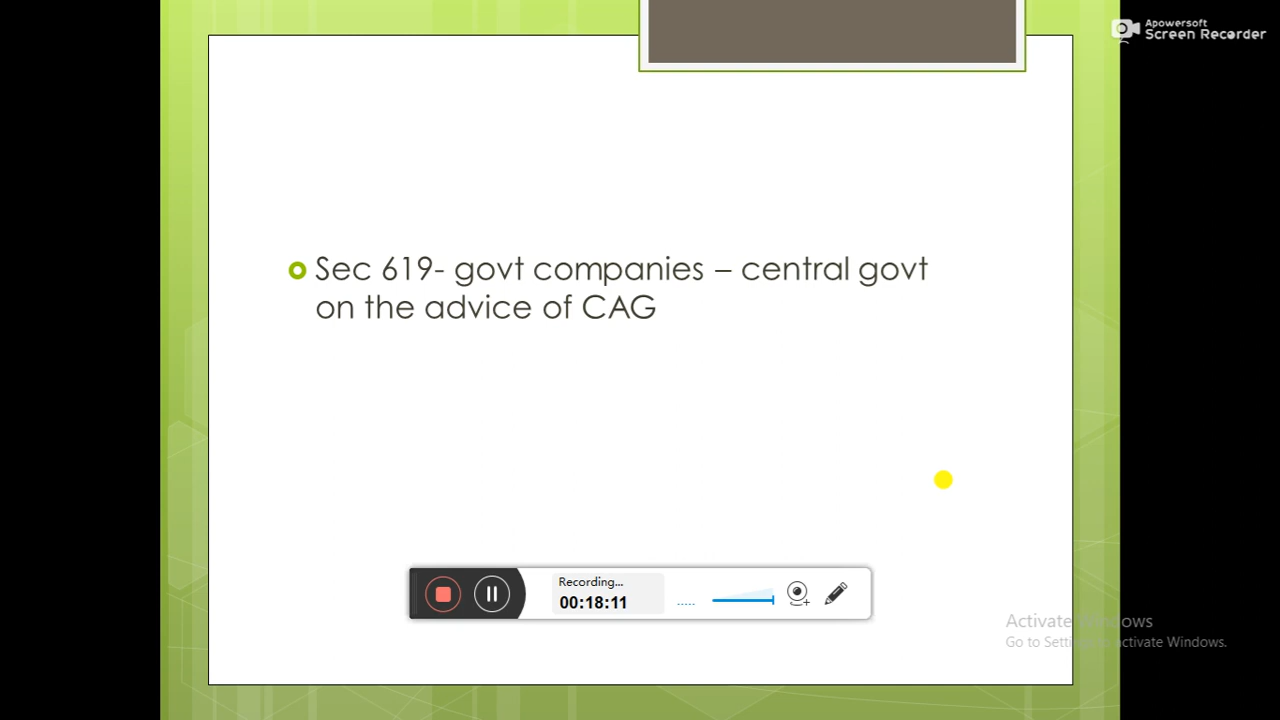 Apowersoft
Screen Recorder
Sec 619- govt companies – central govt
on the advice of CAG
Recording...
00:18:11
Activate Windows
Go to Settings to activate Windows.